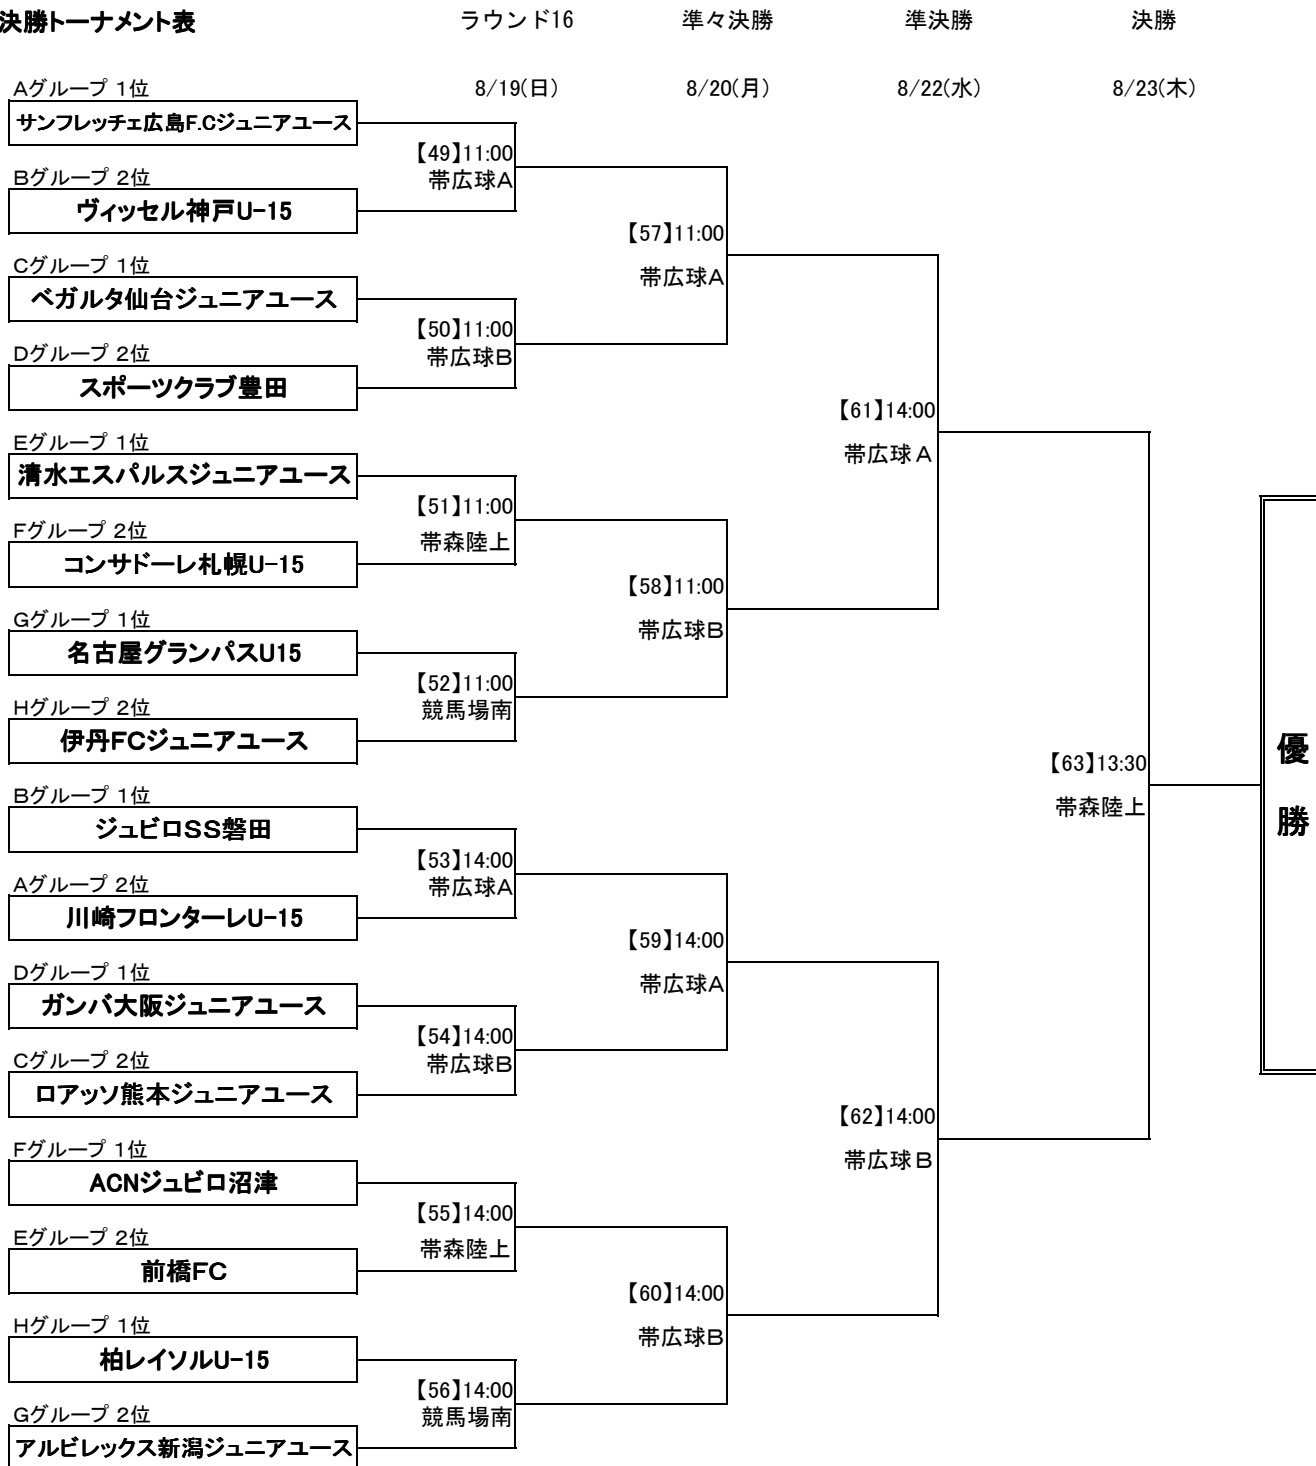 決勝トーナメント表
ラウンド16 準々決勝 準決勝 決勝
8/19(日) 8/20(月) 8/22(水) 8/23(木)
Aグループ 1位
サンフレッチェ広島F.Cジュニアユース
【49】11:00
帯広球A
Bグループ 2位
ヴィッセル神戸U-15
【57】11:00
帯広球A
Cグループ 1位
ベガルタ仙台ジュニアユース
【50】11:00
帯広球B
Dグループ 2位
スポーツクラブ豊田
【61】14:00
帯広球A
Eグループ 1位
清水エスパルスジュニアユース
【51】11:00
帯森陸上
Fグループ 2位
コンサドーレ札幌U-15
【58】11:00
帯広球B
Gグループ 1位
名古屋グランパスU15
【52】11:00
競馬場南
Hグループ 2位
伊丹FCジュニアユース
【63】13:30
帯森陸上
優勝
Bグループ 1位
ジュビロSS磐田
【53】14:00
帯広球A
Aグループ 2位
川崎フロンターレU-15
【59】14:00
帯広球A
Dグループ 1位
ガンバ大阪ジュニアユース
【54】14:00
帯広球B
Cグループ 2位
ロアッソ熊本ジュニアユース
【62】14:00
帯広球B
Fグループ 1位
ACNジュビロ沼津
【55】14:00
帯森陸上
Eグループ 2位
前橋FC
【60】14:00
帯広球B
Hグループ 1位
柏レイソルU-15
【56】14:00
競馬場南
Gグループ 2位
アルビレックス新潟ジュニアユース